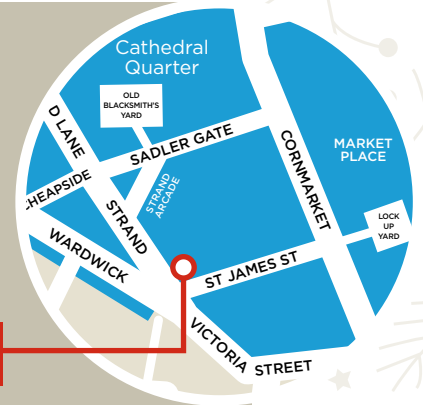 Cathedral
Quarter
OLD
BLACKSMITH'S
YARD
D LANE
SADLER GATE
CORNMARKET
MARKET
PLACE
HEAPSIDE
STRAND
STRAND
ARCADE
LOCK
UP
YARD
WARDWICK
ST JAMES ST
VICTORIA STREET